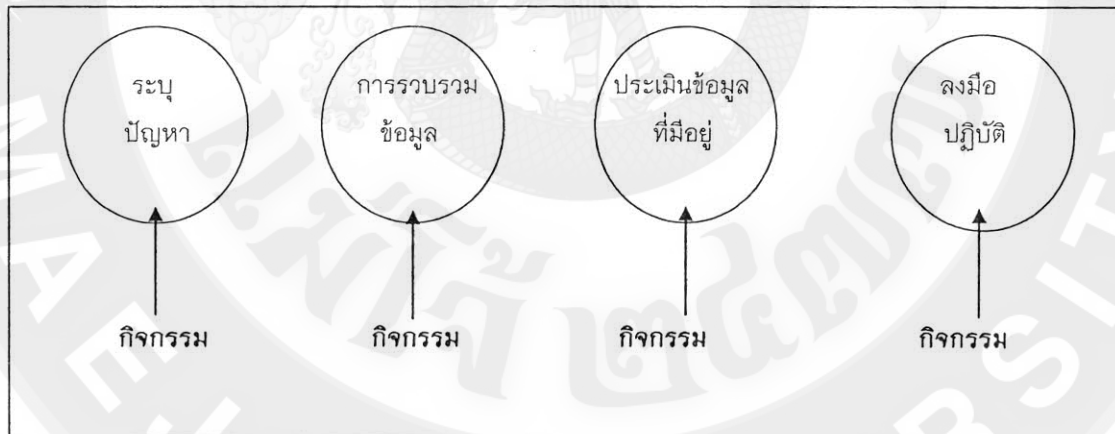 ระบุ
ปัญหา
การรวบรวม
ข้อมูล
ประเมินข้อมูล
ที่มีอยู่
ลงมือ
ปฏิบัติ
กิจกรรม กิจกรรม กิจกรรม กิจกรรม